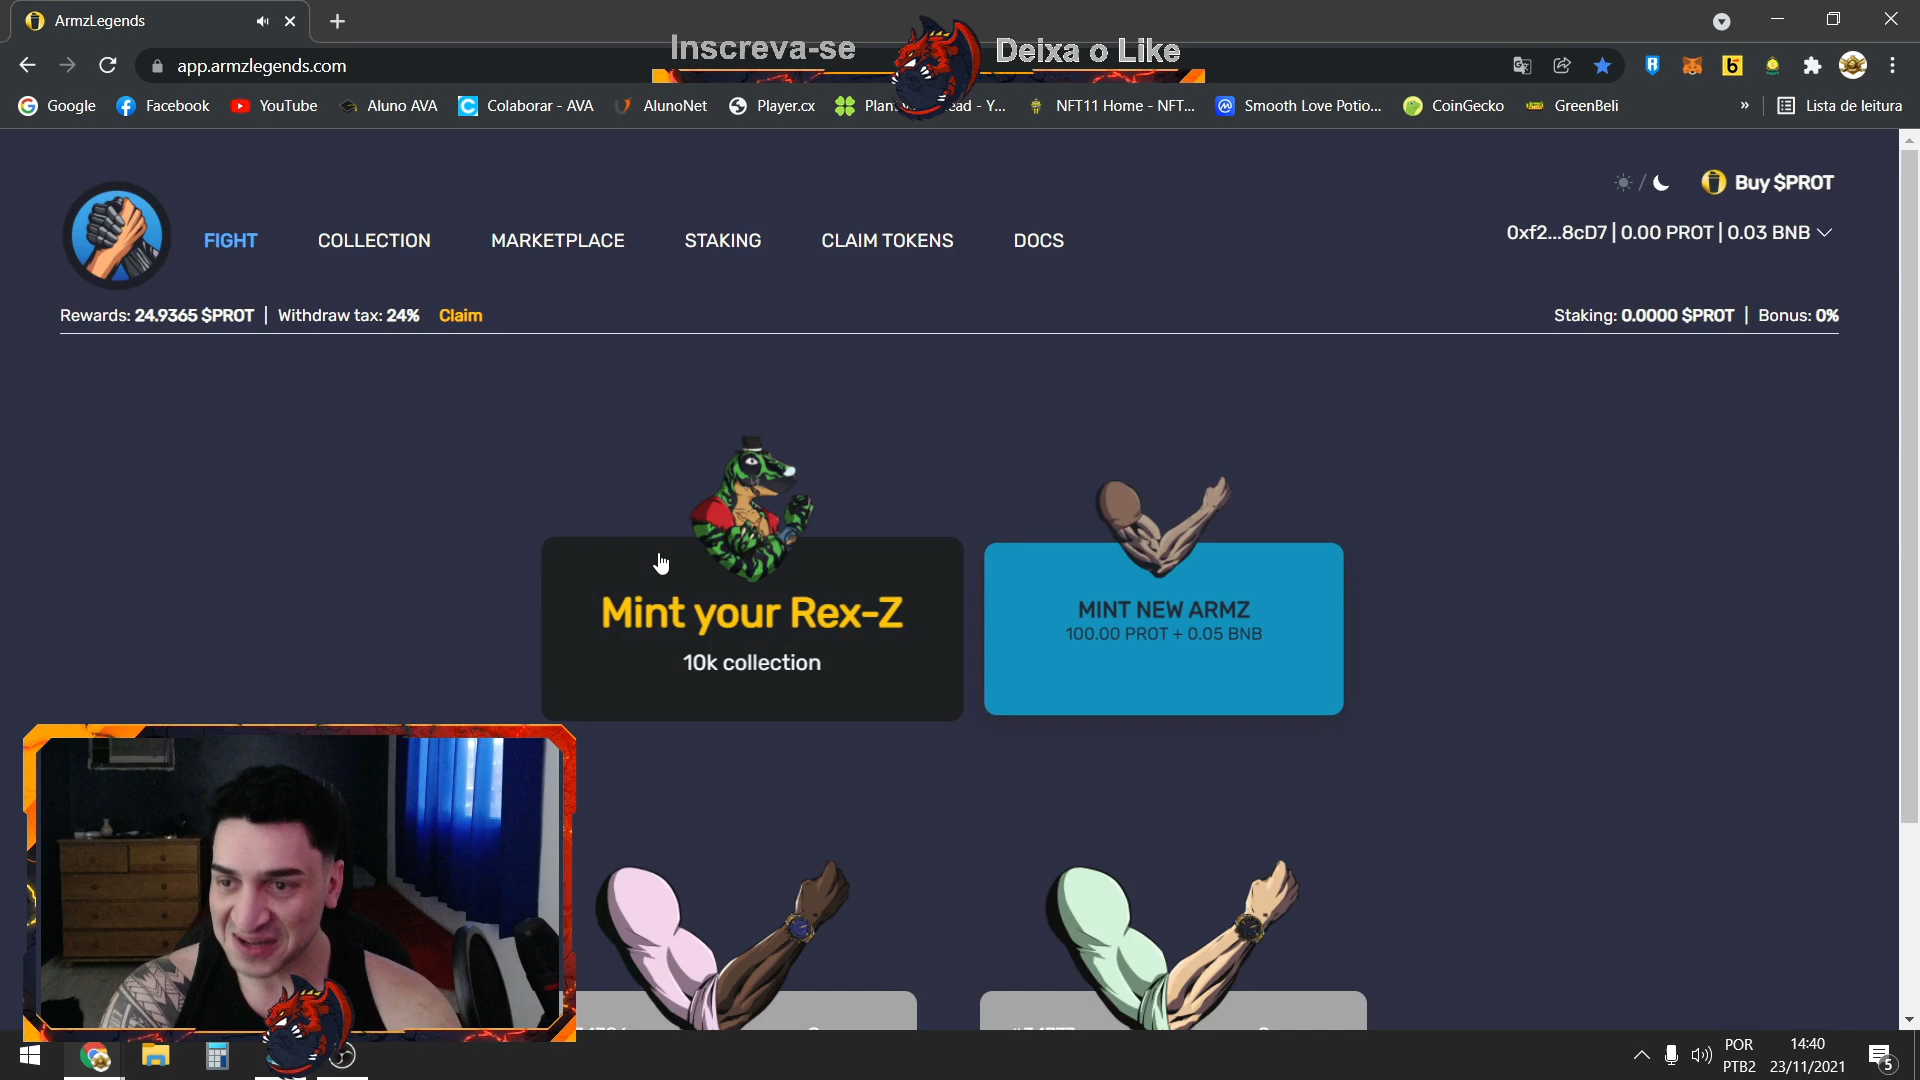 ArmzLegends
Inscreva-se
Deixa o Like
app.armzlegends.com
Google
Facebook
YouTube
Aluno AVA
Colaborar - AVA
AlunoNet
Player.cx
NFT11 Home - NFT...
Smooth Love Potio...
CoinGecko
GreenBeli
»
Lista de leitura
Buy $PROT
FIGHT
COLLECTION
MARKETPLACE
STAKING
CLAIM TOKENS
DOCS
0xf2...8cD7 | 0.00 PROT | 0.03 BNB
Rewards: 24.9365 $PROT | Withdraw tax: 24% Claim
Staking: 0.0000 $PROT | Bonus: 0%
Mint your Rex-Z
10k collection
MINT NEW ARMZ
100.00 PROT + 0.05 BNB
POR
PTB2
14:40
23/11/2021
5